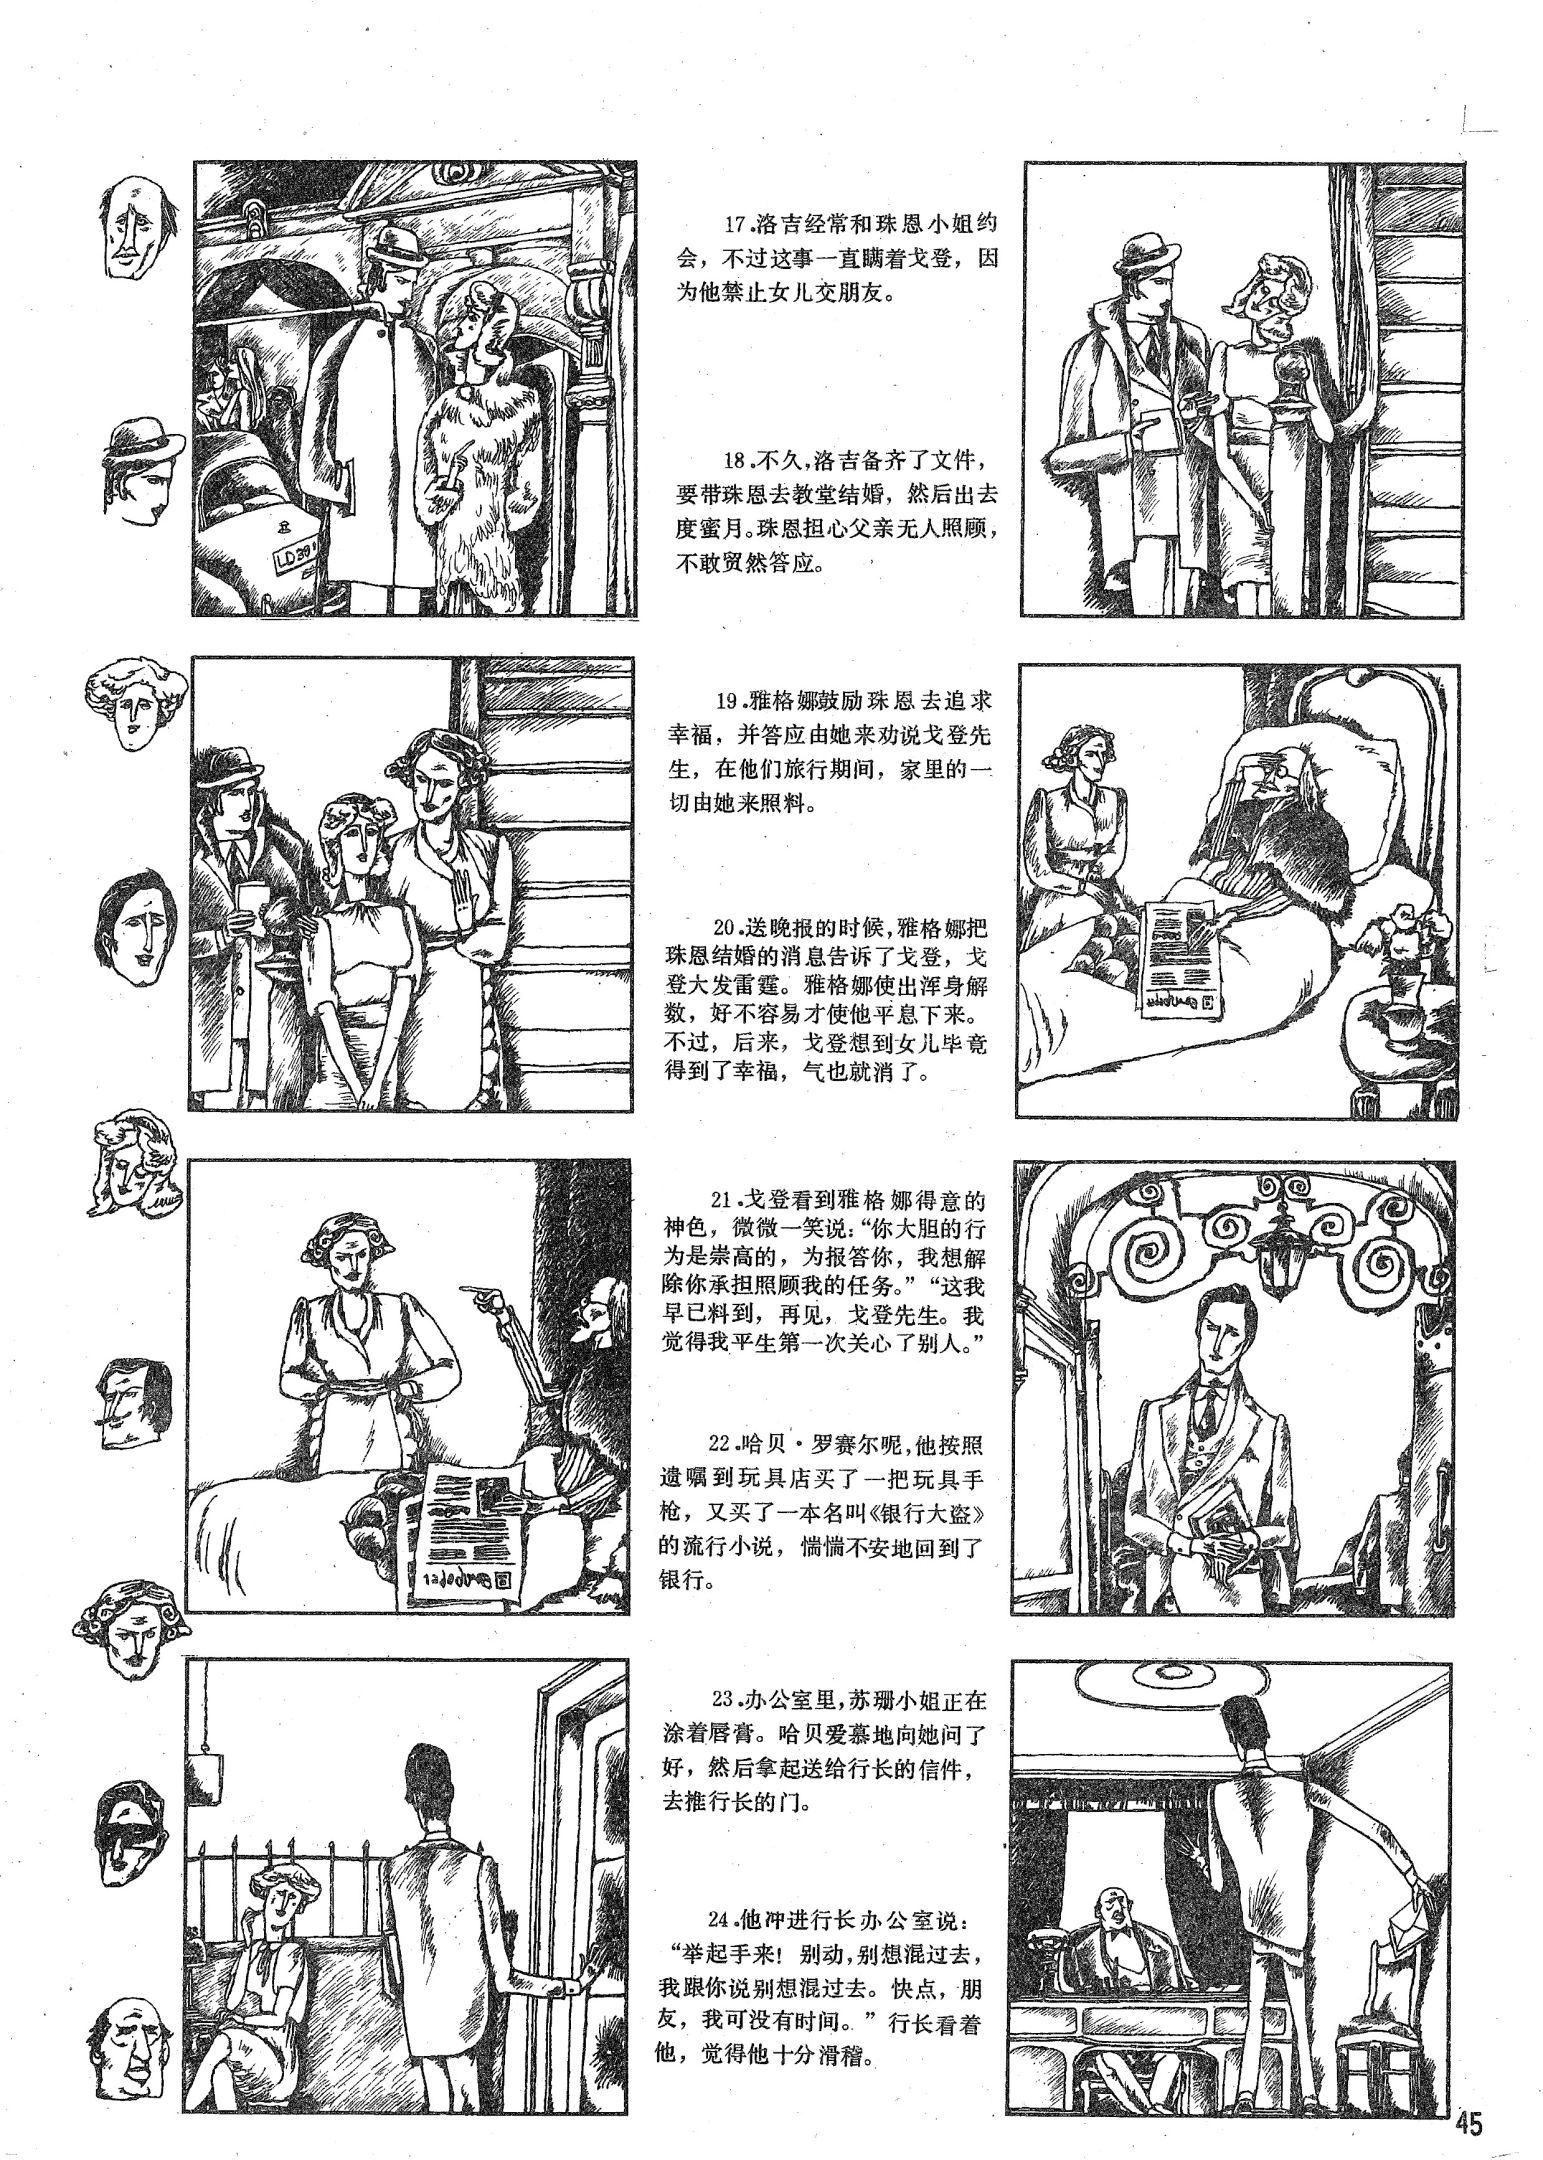 17.洛吉经常和珠恩小姐约
会，不过这事一直瞒着戈登，因
为他禁止女儿交朋友。
18.不久，洛吉备齐了文件，
要带珠恩去教堂结婚，然后出去
度蜜月。珠恩担心父亲无人照顾，
不敢贸然答应。
19.雅格娜鼓励珠恩去追求
幸福，并答应由她来劝说戈登先
生，在他们旅行期间，家里的一
切由她来照料。
20.送晚报的时候，雅格娜把
珠恩结婚的消息告诉了戈登，戈
登大发雷霆。雅格娜使出浑身解
数，好不容易才使他平息下来。
不过，后来，戈登想到女儿毕竟
得到了幸福，气也就消了。
21.戈登看到雅格娜得意的
神色，微微一笑说：“你大胆的行
为是崇高的，为报答你，我想解
除你承担照顾我的任务。”“这我
早已料到，再见，戈登先生。我
觉得我平生第一次关心了别人。”
22.哈贝·罗赛尔呢，他按照
遗嘱到玩具店买了一把玩具手
枪，又买了一本名叫《银行大盗》
的流行小说，惴惴不安地回到了
银行。
23.办公室里，苏珊小姐正在
涂着唇膏。哈贝爱慕地向她问了
好，然后拿起送给行长的信件，
去推行长的门。
24.他冲进行长办公室说：
“举起手来！别动，别想混过去，
我跟你说别想混过去。快点，朋
友，我可没有时间。”行长看着
他，觉得他十分滑稽。
45